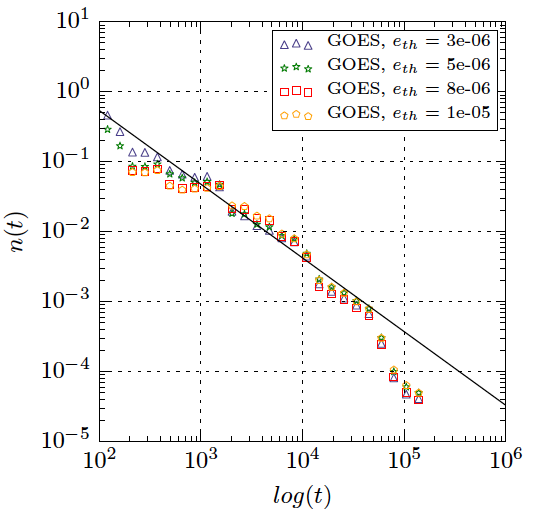 10^1
10^0
10^-1
10^-2
10^-3
10^-4
10^-5
n(t)
GOES, e_th = 3e-06
GOES, e_th = 5e-06
GOES, e_th = 8e-06
GOES, e_th = 1e-05
10^2 10^3 10^4 10^5 10^6
log(t)